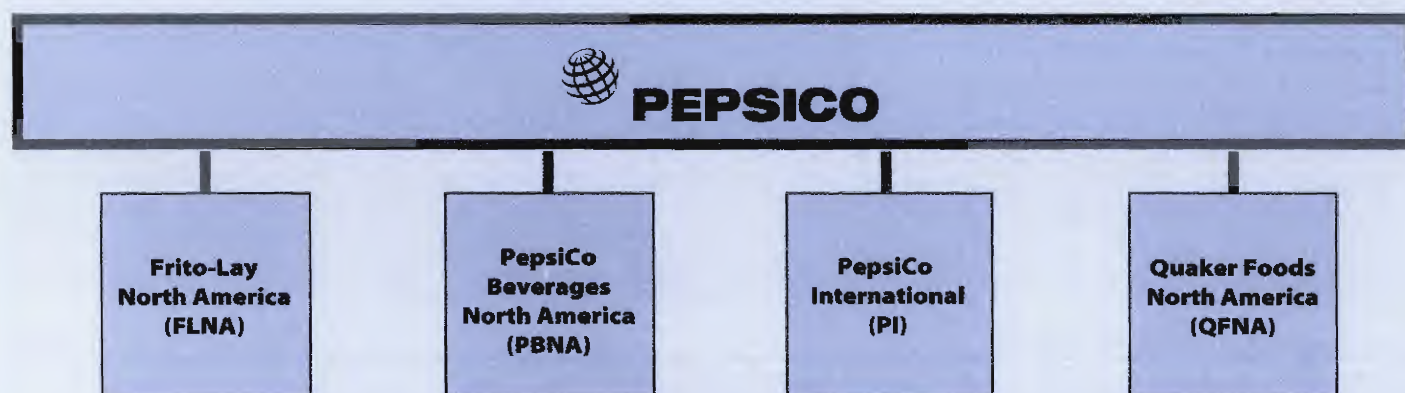 PEPSICO
Frito-Lay
North America
(FLNA)
PepsiCo
Beverages
North America
(PBNA)
PepsiCo
International
(PI)
Quaker Foods
North America
(QFNA)